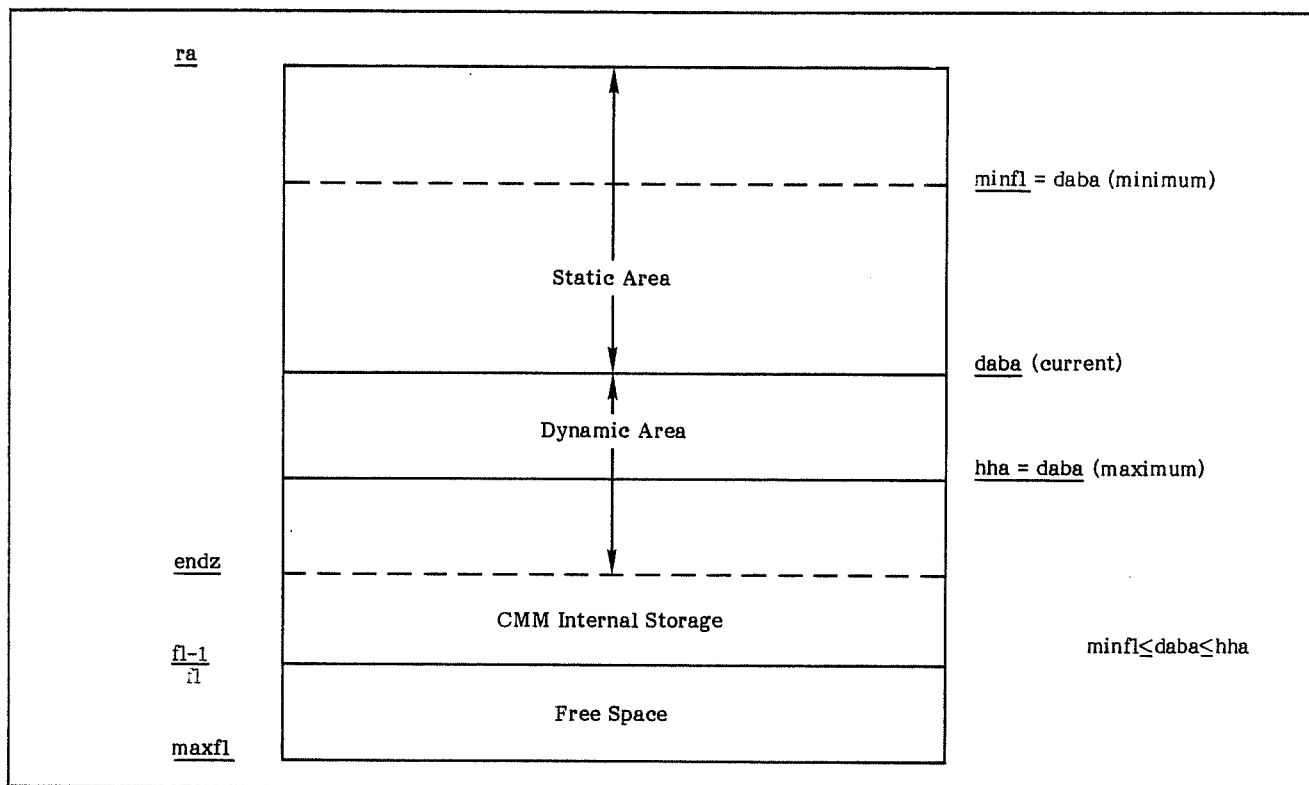 ra
minfl = daba (minimum)
Static Area
daba (current)
Dynamic Area
hha = daba (maximum)
endz
CMM Internal Storage
fl-1
fl
minfl≤daba≤hha
Free Space
maxfl